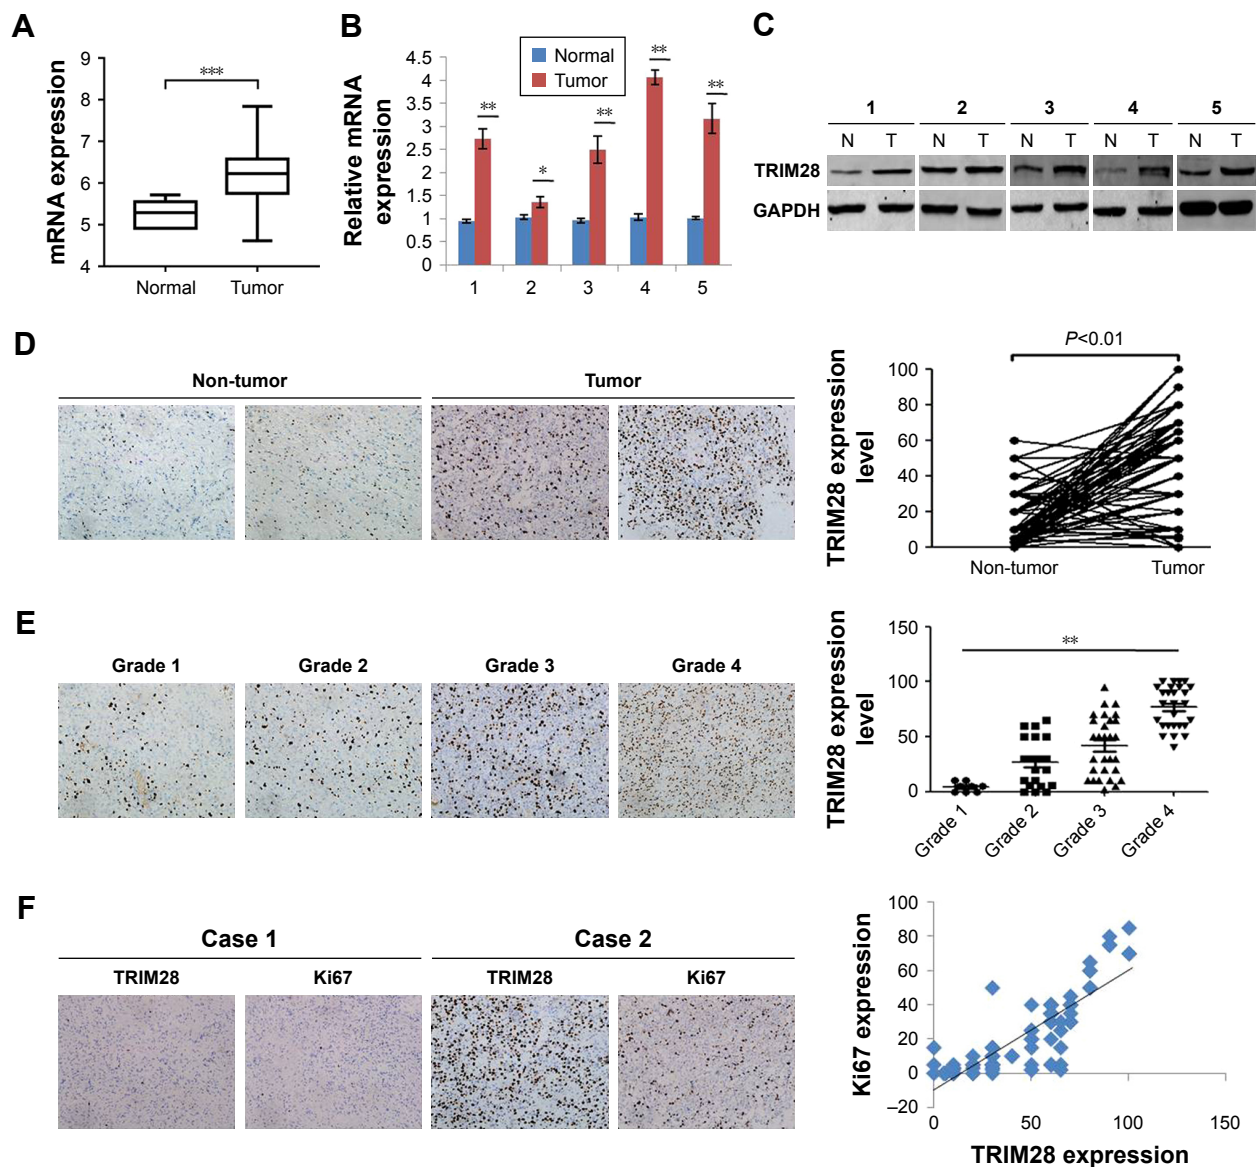 A
mRNA expression
9
8
7
6
5
4
***
Normal
Tumor
B
Relative mRNA
expression
4.5
4
3.5
3
2.5
2
1.5
1
0.5
0
Normal
Tumor
**
*
**
**
**
1 2 3 4 5
C
1 2 3 4 5
N T N T N T N T N T
TRIM28
GAPDH
D
Non-tumor
Tumor
TRIM28 expression
level
P<0.01
100
80
60
40
20
0
Non-tumor
Tumor
E
Grade 1
Grade 2
Grade 3
Grade 4
TRIM28 expression
level
150
100
50
0
**
Grade 1
Grade 2
Grade 3
Grade 4
F
Case 1
Case 2
TRIM28
Ki67
TRIM28
Ki67
Ki67 expression
100
80
60
40
20
0
–20
0 50 100 150
TRIM28 expression